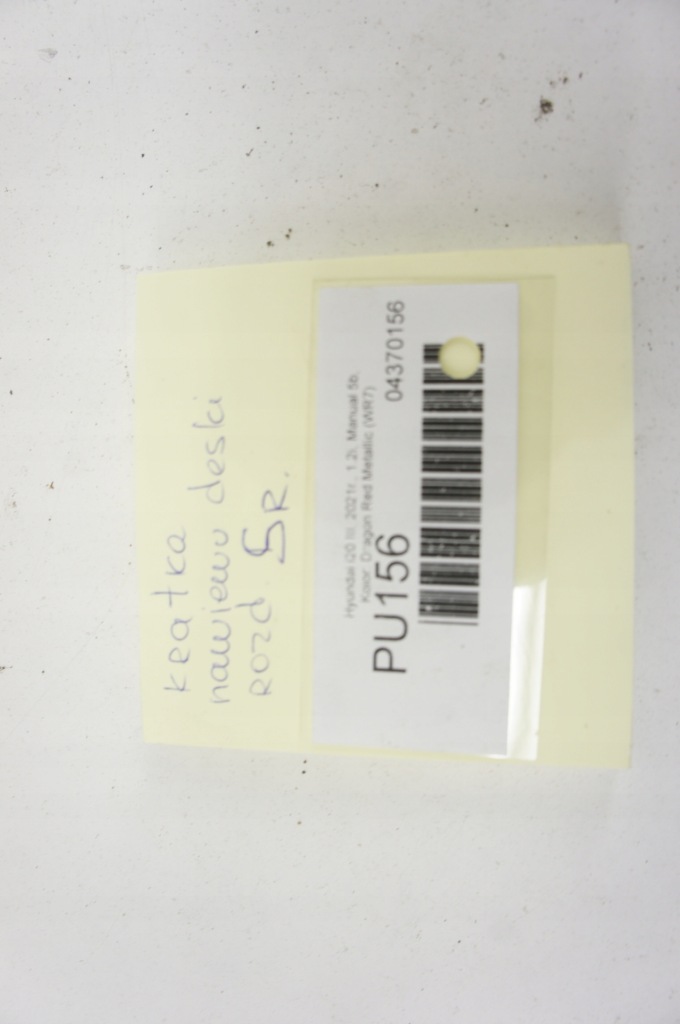 kratka
nawiewu deski
rozd ŚR.
Hyundai i20 III, 2021r., 1.2i, Manual 5b,
Kolor: Dragon Red Metallic (WR7)
PU156
04370156